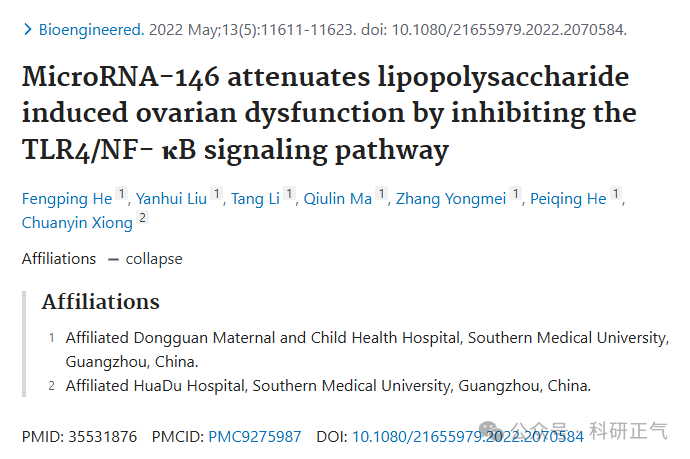 Bioengineered. 2022 May;13(5):11611-11623. doi: 10.1080/21655979.2022.2070584.
MicroRNA-146 attenuates lipopolysaccharide
induced ovarian dysfunction by inhibiting the
TLR4/NF- κB signaling pathway
Fengping He 1, Yanhui Liu 1, Tang Li 1, Qiulin Ma 1, Zhang Yongmei 1, Peiqing He 1,
Chuanyin Xiong 2
Affiliations — collapse
Affiliations
1 Affiliated Dongguan Maternal and Child Health Hospital, Southern Medical University,
Guangzhou, China.
2 Affiliated HuaDu Hospital, Southern Medical University, Guangzhou, China.
PMID: 35531876 PMCID: PMC9275987 DOI: 10.1080/21655979.2022.2070584
公众号 · 科研正气